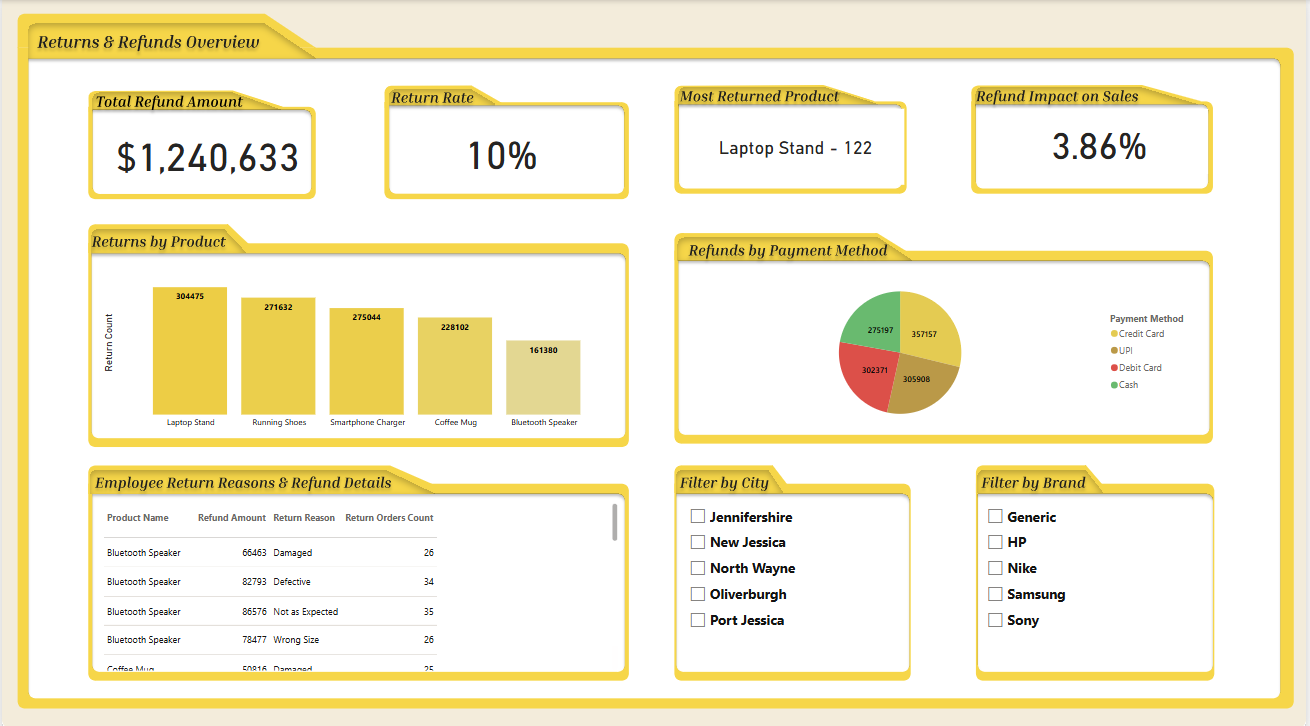 Returns & Refunds Overview
Total Refund Amount
$1,240,633
Return Rate
10%
Most Returned Product
Laptop Stand - 122
Refund Impact on Sales
3.86%
Returns by Product
Return Count
304475
271632
275044
228102
161380
Laptop Stand
Running Shoes
Smartphone Charger
Coffee Mug
Bluetooth Speaker
Refunds by Payment Method
275197
357157
302371
305908
Payment Method
Credit Card
UPI
Debit Card
Cash
Employee Return Reasons & Refund Details
Product Name Refund Amount Return Reason Return Orders Count
Bluetooth Speaker 66463 Damaged 26
Bluetooth Speaker 82793 Defective 34
Bluetooth Speaker 86576 Not as Expected 35
Bluetooth Speaker 78477 Wrong Size 26
Coffee Mug 50816 Damaged 25
Filter by City
Jennifershire
New Jessica
North Wayne
Oliverburgh
Port Jessica
Filter by Brand
Generic
HP
Nike
Samsung
Sony